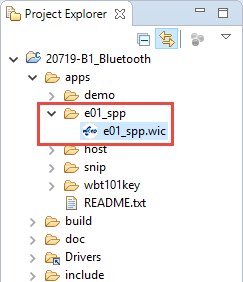 Project Explorer
20719-B1_Bluetooth
apps
demo
e01_spp
e01_spp.wic
host
snip
wbt101key
README.txt
build
doc
Drivers
include